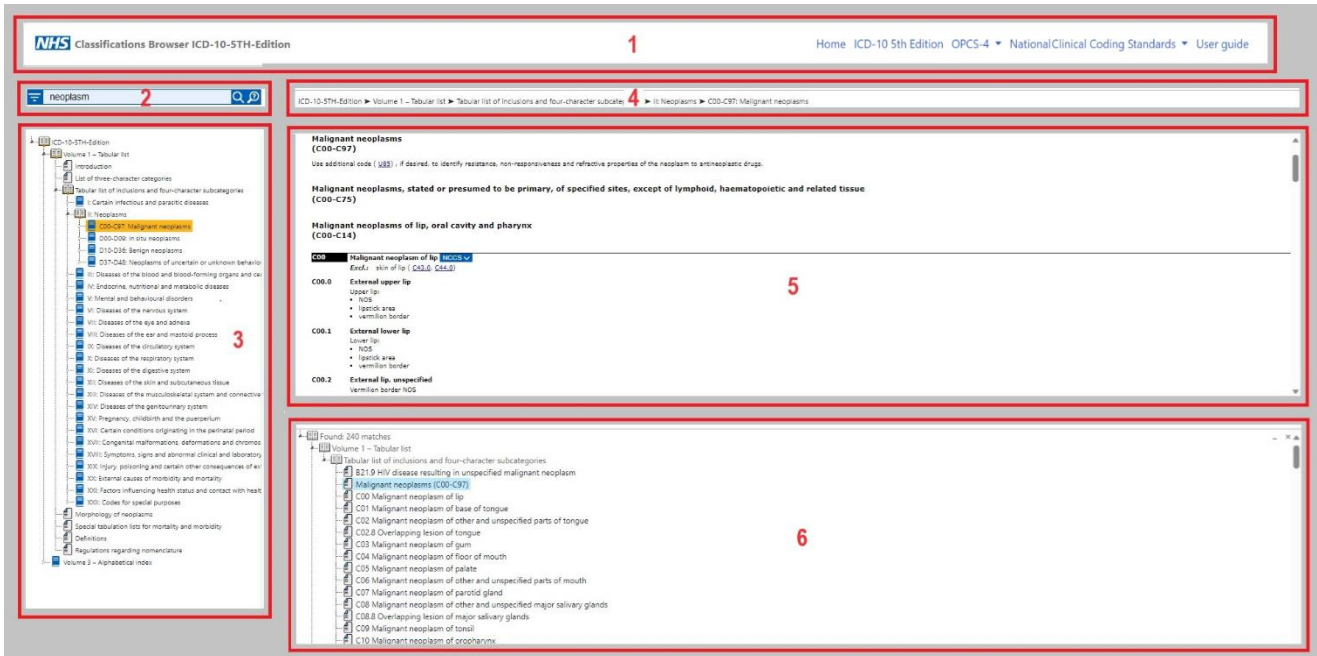 NHS Classifications Browser ICD-10-5TH-Edition
1
Home ICD-10 5th Edition OPCS-4 National Clinical Coding Standards User guide
neoplasm
2
ICD-10-5TH-Edition ➤ Volume 1 – Tabular list ➤ Tabular list of inclusions and four-character subcate ➤ II: Neoplasms ➤ C00-C97: Malignant neoplasms
4
ICD-10-5TH-Edition
Volume 1 – Tabular list
Introduction
List of three-character categories
Tabular list of inclusions and four-character subcategories
I: Certain infectious and parasitic diseases
II: Neoplasms
C00-C97: Malignant neoplasms
D00-D09: In situ neoplasms
D10-D36: Benign neoplasms
D37-D48: Neoplasms of uncertain or unknown behavio
III: Diseases of the blood and blood-forming organs and ce
IV: Endocrine, nutritional and metabolic diseases
V: Mental and behavioural disorders
VI: Diseases of the nervous system
VII: Diseases of the eye and adnexa
VIII: Diseases of the ear and mastoid process
IX: Diseases of the circulatory system
X: Diseases of the respiratory system
XI: Diseases of the digestive system
XII: Diseases of the skin and subcutaneous tissue
XIII: Diseases of the musculoskeletal system and connective
XIV: Diseases of the genitourinary system
XV: Pregnancy, childbirth and the puerperium
XVI: Certain conditions originating in the perinatal period
XVII: Congenital malformations, deformations and chromos
XVIII: Symptoms, signs and abnormal clinical and laboratory
XIX: Injury, poisoning and certain other consequences of ex
XX: External causes of morbidity and mortality
XXI: Factors influencing health status and contact with healt
XXII: Codes for special purposes
Morphology of neoplasms
Special tabulation lists for mortality and morbidity
Definitions
Regulations regarding nomenclature
Volume 3 – Alphabetical index
3
Malignant neoplasms
(C00-C97)
Use additional code ( U85) , if desired, to identify resistance, non-responsiveness and refractive properties of the neoplasm to antineoplastic drugs.
Malignant neoplasms, stated or presumed to be primary, of specified sites, except of lymphoid, haematopoietic and related tissue
(C00-C75)
Malignant neoplasms of lip, oral cavity and pharynx
(C00-C14)
C00 Malignant neoplasm of lip NCCS
Excl.: skin of lip ( C43.0, C44.0)
C00.0 External upper lip
Upper lip:
• NOS
• lipstick area
• vermilion border
C00.1 External lower lip
Lower lip:
• NOS
• lipstick area
• vermilion border
C00.2 External lip, unspecified
Vermilion border NOS
5
Found: 240 matches
Volume 1 – Tabular list
Tabular list of inclusions and four-character subcategories
B21.9 HIV disease resulting in unspecified malignant neoplasm
Malignant neoplasms (C00-C97)
C00 Malignant neoplasm of lip
C01 Malignant neoplasm of base of tongue
C02 Malignant neoplasm of other and unspecified parts of tongue
C02.8 Overlapping lesion of tongue
C03 Malignant neoplasm of gum
C04 Malignant neoplasm of floor of mouth
C05 Malignant neoplasm of palate
C06 Malignant neoplasm of other and unspecified parts of mouth
C07 Malignant neoplasm of parotid gland
C08 Malignant neoplasm of other and unspecified major salivary glands
C08.8 Overlapping lesion of major salivary glands
C09 Malignant neoplasm of tonsil
C10 Malignant neoplasm of oropharynx
6